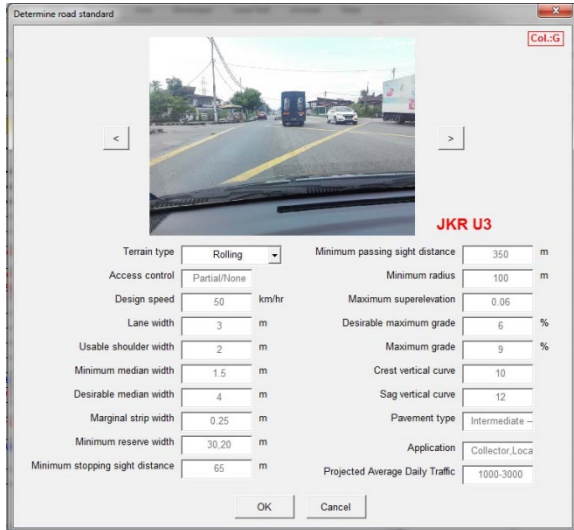 Determine road standard
Col.:G
<
>
JKR U3
Terrain type Rolling
Access control Partial/None
Design speed 50 km/hr
Lane width 3 m
Usable shoulder width 2 m
Minimum median width 1.5 m
Desirable median width 4 m
Marginal strip width 0.25 m
Minimum reserve width 30,20 m
Minimum stopping sight distance 65 m
Minimum passing sight distance 350 m
Minimum radius 100 m
Maximum superelevation 0.06
Desirable maximum grade 6 %
Maximum grade 9 %
Crest vertical curve 10
Sag vertical curve 12
Pavement type Intermediate –
Application Collector,Loca
Projected Average Daily Traffic 1000-3000
OK Cancel